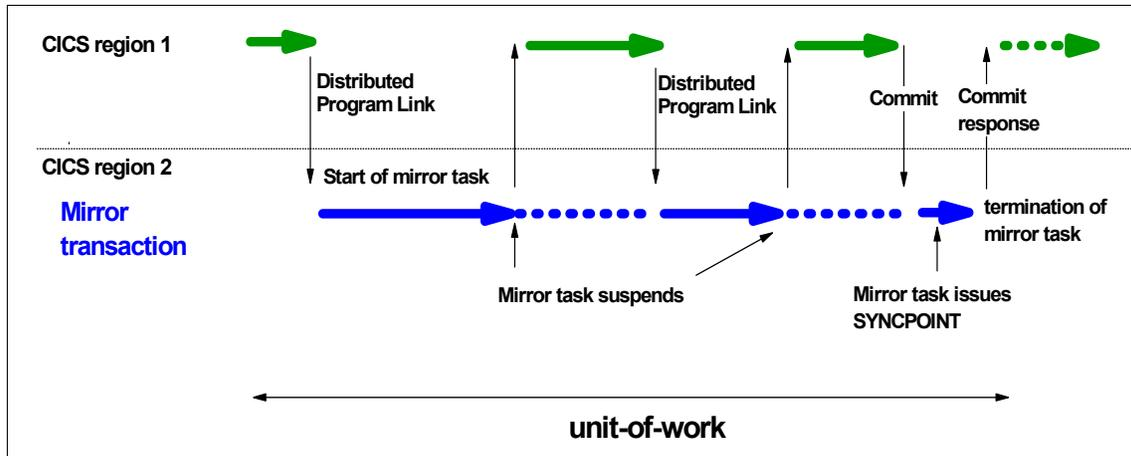 CICS region 1
Distributed
Program Link
Distributed
Program Link
Commit
Commit
response
CICS region 2
Start of mirror task
Mirror
transaction
termination of
mirror task
Mirror task suspends
Mirror task issues
SYNCPOINT
unit-of-work